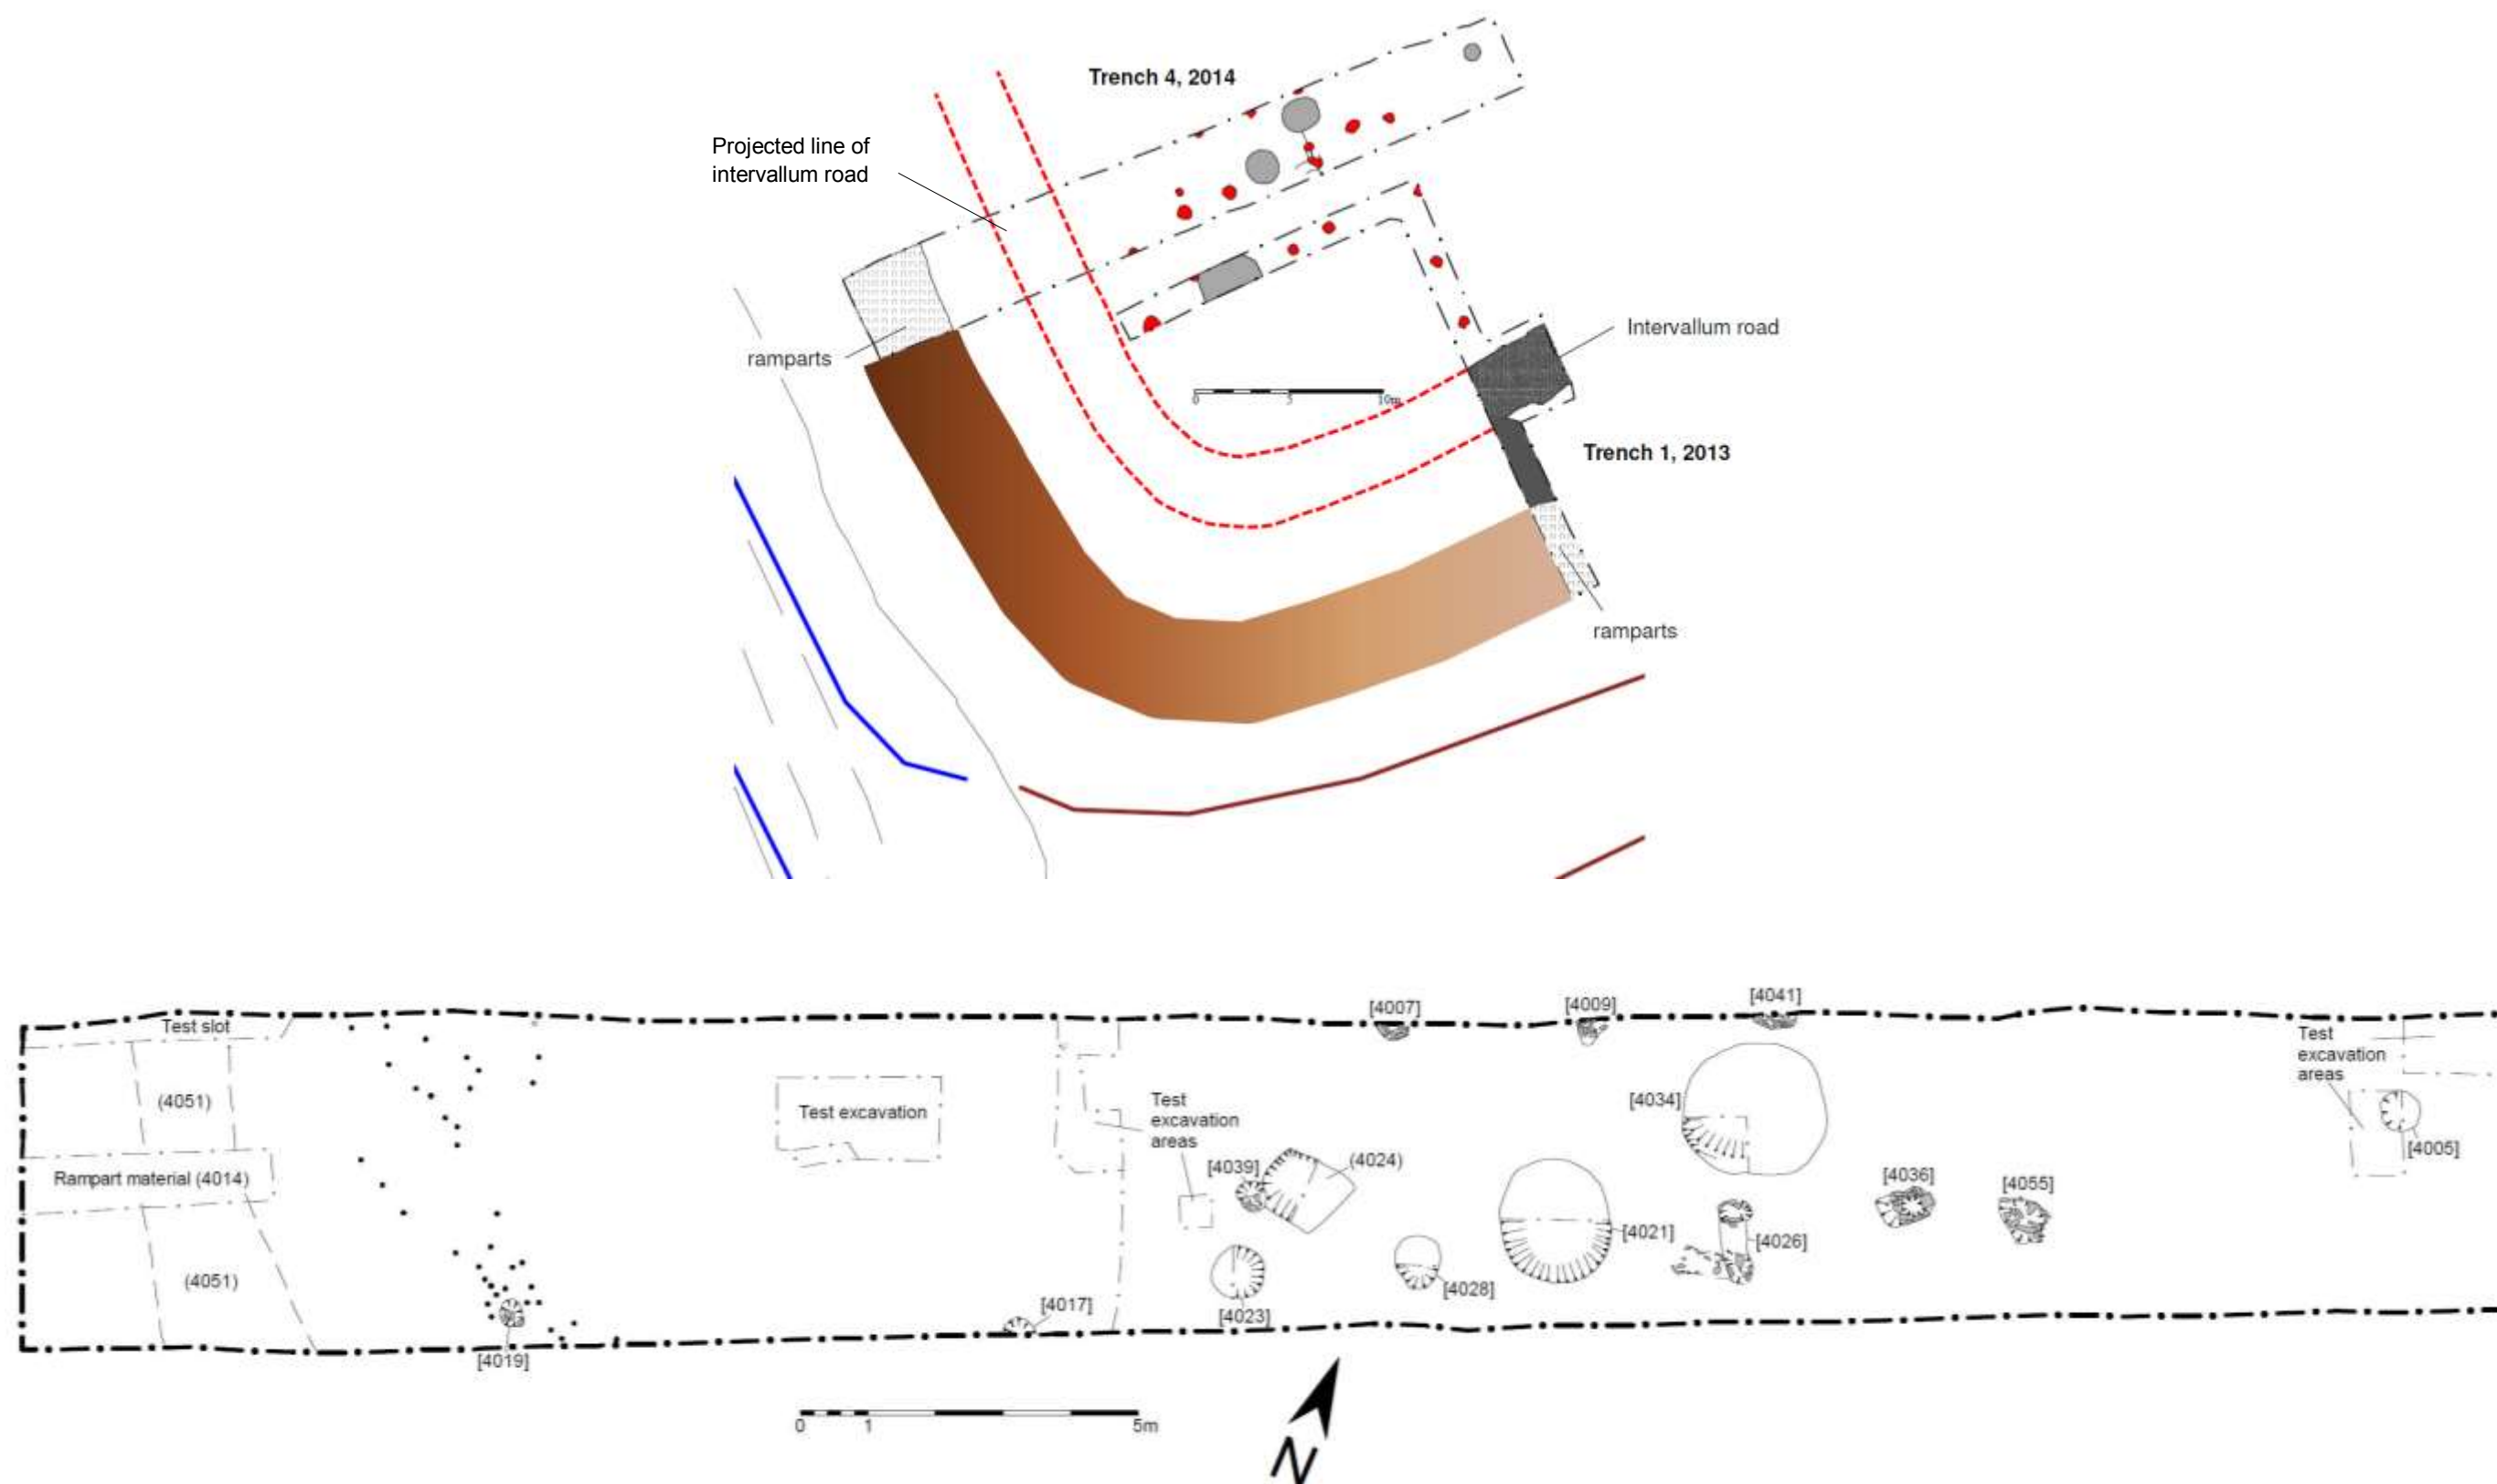 Trench 4, 2014
Projected line of
intervallum road
Intervallum road
ramparts
0 5 10m
Trench 1, 2013
ramparts
[4007]
[4009]
[4041]
Test slot
Test
excavation
areas
(4051)
Test excavation
Test
excavation
areas
[4034]
[4005]
[4039]
(4024)
Rampart material (4014)
[4036]
[4055]
[4021]
[4026]
(4051)
[4028]
[4017]
[4023]
[4019]
0 1 5m
N